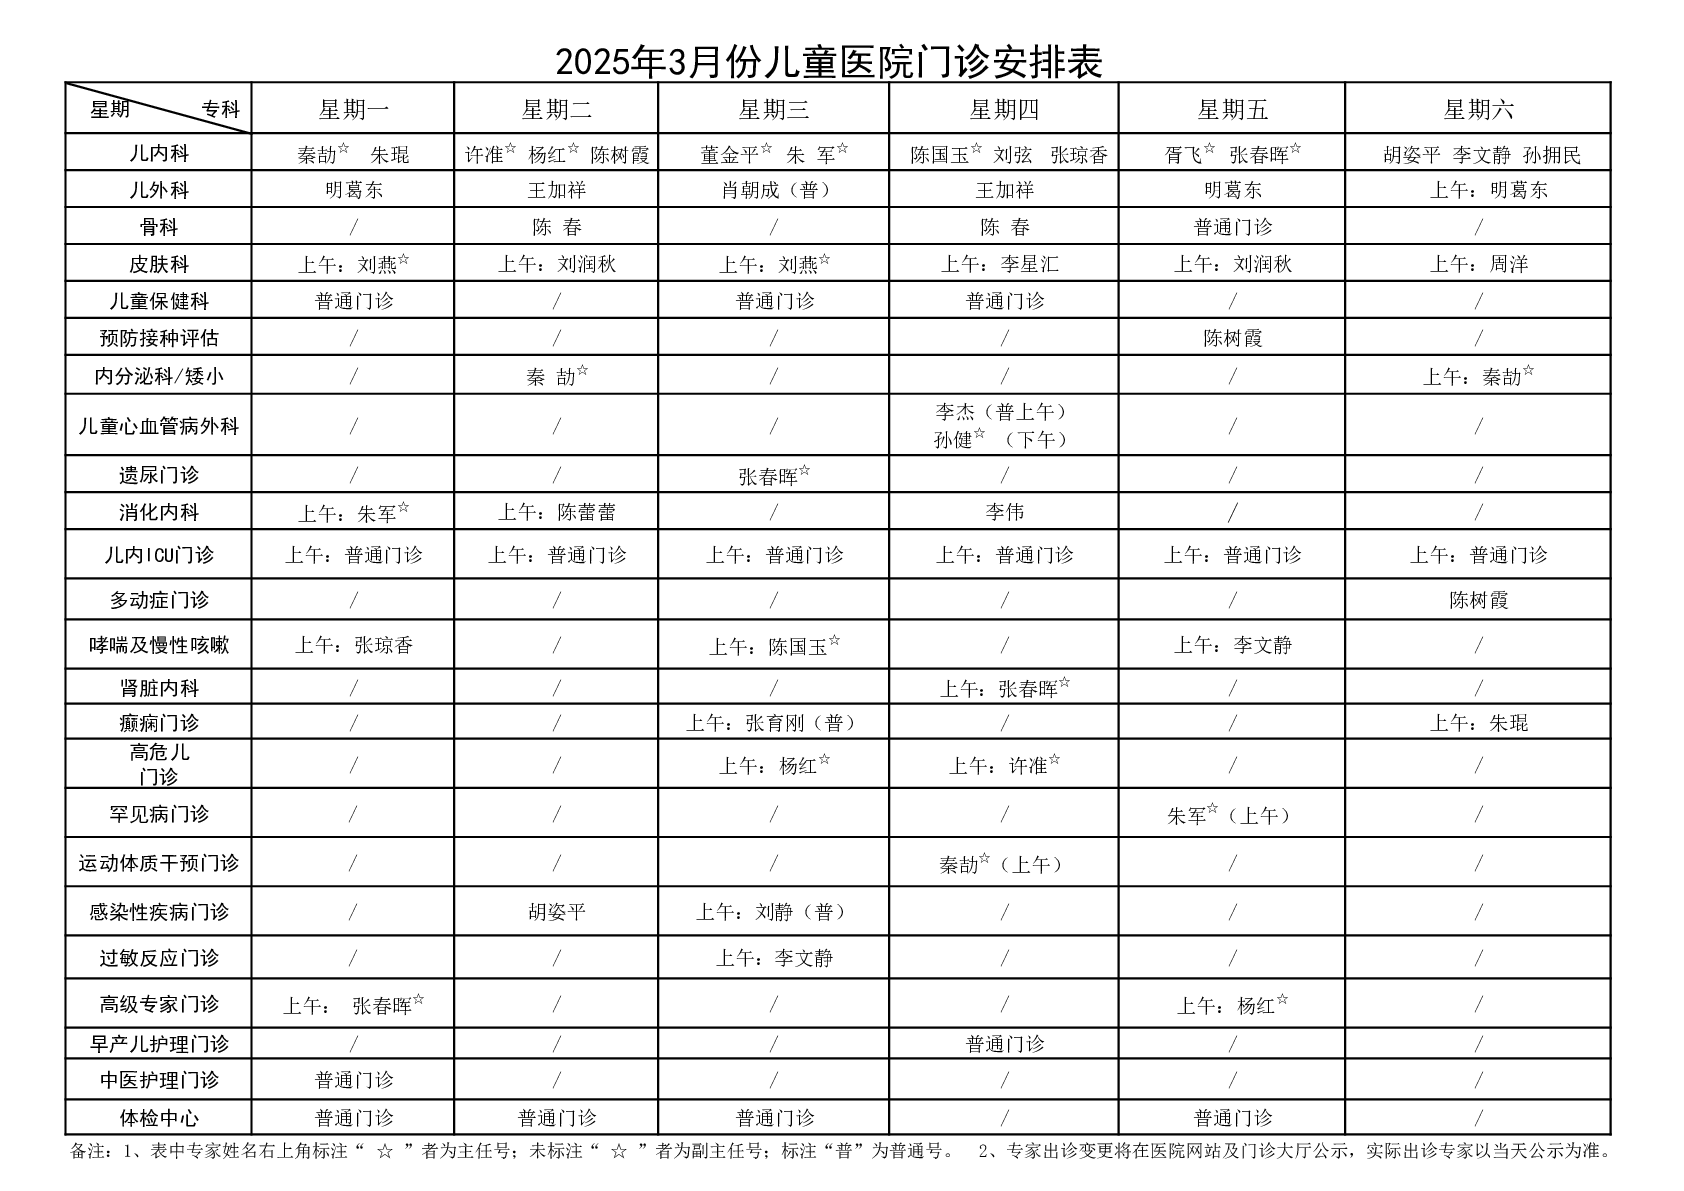 2025年3月份儿童医院门诊安排表
星期 专科 星期一 星期二 星期三 星期四 星期五 星期六
儿内科 秦劼☆ 朱琨 许准☆ 杨红☆ 陈树霞 董金平☆ 朱 军☆ 陈国玉☆ 刘弦 张琼香 胥飞☆ 张春晖☆ 胡姿平 李文静 孙拥民
儿外科 明葛东 王加祥 肖朝成（普） 王加祥 明葛东 上午：明葛东
骨科 / 陈 春 / 陈 春 普通门诊 /
皮肤科 上午：刘燕☆ 上午：刘润秋 上午：刘燕☆ 上午：李星汇 上午：刘润秋 上午：周洋
儿童保健科 普通门诊 / 普通门诊 普通门诊 / /
预防接种评估 / / / / 陈树霞 /
内分泌科/矮小 / 秦 劼☆ / / / 上午：秦劼☆
儿童心血管病外科 / / / 李杰（普上午） / /
孙健☆ （下午）
遗尿门诊 / / 张春晖☆ / / /
消化内科 上午：朱军☆ 上午：陈蕾蕾 / 李伟 / /
儿内ICU门诊 上午：普通门诊 上午：普通门诊 上午：普通门诊 上午：普通门诊 上午：普通门诊 上午：普通门诊
多动症门诊 / / / / / 陈树霞
哮喘及慢性咳嗽 上午：张琼香 / 上午：陈国玉☆ / 上午：李文静 /
肾脏内科 / / / 上午：张春晖☆ / /
癫痫门诊 / / 上午：张育刚（普） / / 上午：朱琨
高危儿
门诊 / / 上午：杨红☆ 上午：许准☆ / /
罕见病门诊 / / / / 朱军☆（上午） /
运动体质干预门诊 / / / 秦劼☆（上午） / /
感染性疾病门诊 / 胡姿平 上午：刘静（普） / / /
过敏反应门诊 / / 上午：李文静 / / /
高级专家门诊 上午： 张春晖☆ / / / 上午：杨红☆ /
早产儿护理门诊 / / / 普通门诊 / /
中医护理门诊 普通门诊 / / / / /
体检中心 普通门诊 普通门诊 普通门诊 / 普通门诊 /
备注：1、表中专家姓名右上角标注“ ☆ ”者为主任号；未标注“ ☆ ”者为副主任号；标注“普”为普通号。 2、专家出诊变更将在医院网站及门诊大厅公示，实际出诊专家以当天公示为准。